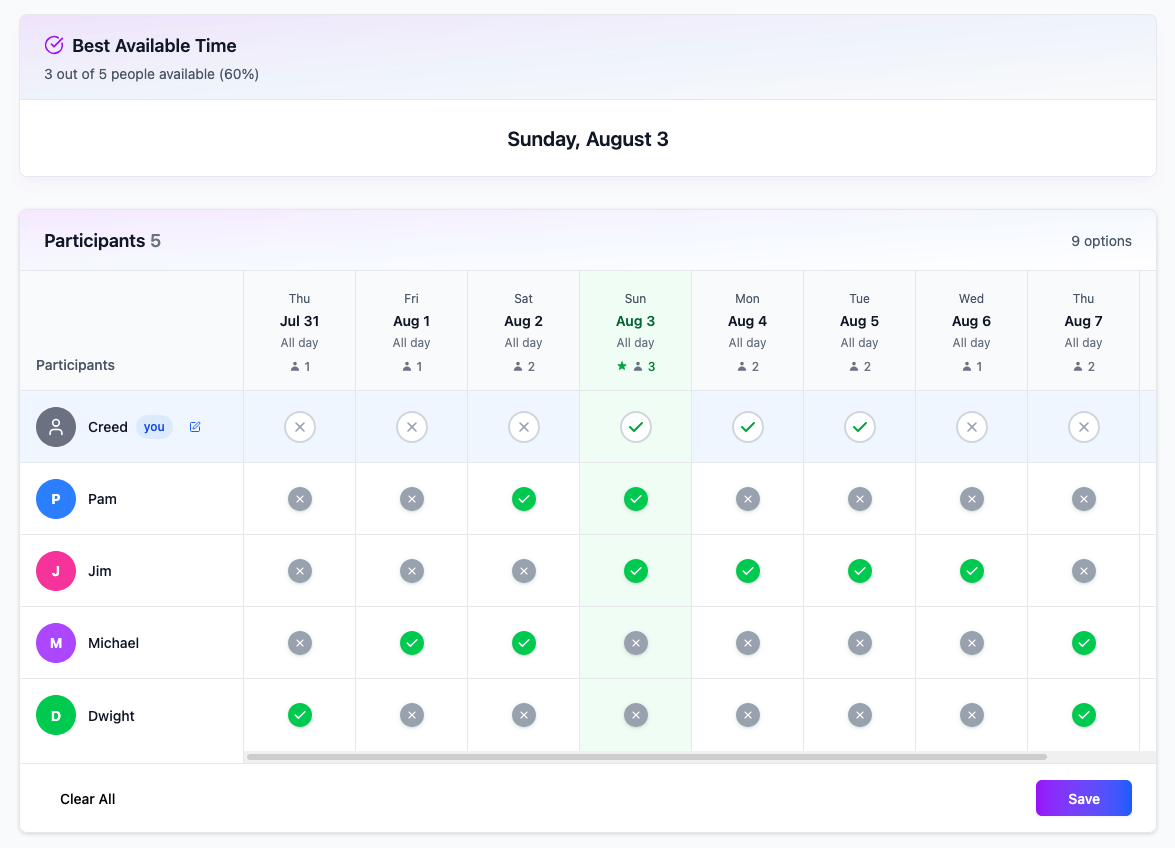 Best Available Time
3 out of 5 people available (60%)
Sunday, August 3
Participants 5
9 options
Participants
Thu Fri Sat Sun Mon Tue Wed Thu
Jul 31 Aug 1 Aug 2 Aug 3 Aug 4 Aug 5 Aug 6 Aug 7
All day All day All day All day All day All day All day All day
1 1 2 3 2 2 1 2
Creed you
P Pam
J Jim
M Michael
D Dwight
Clear All
Save